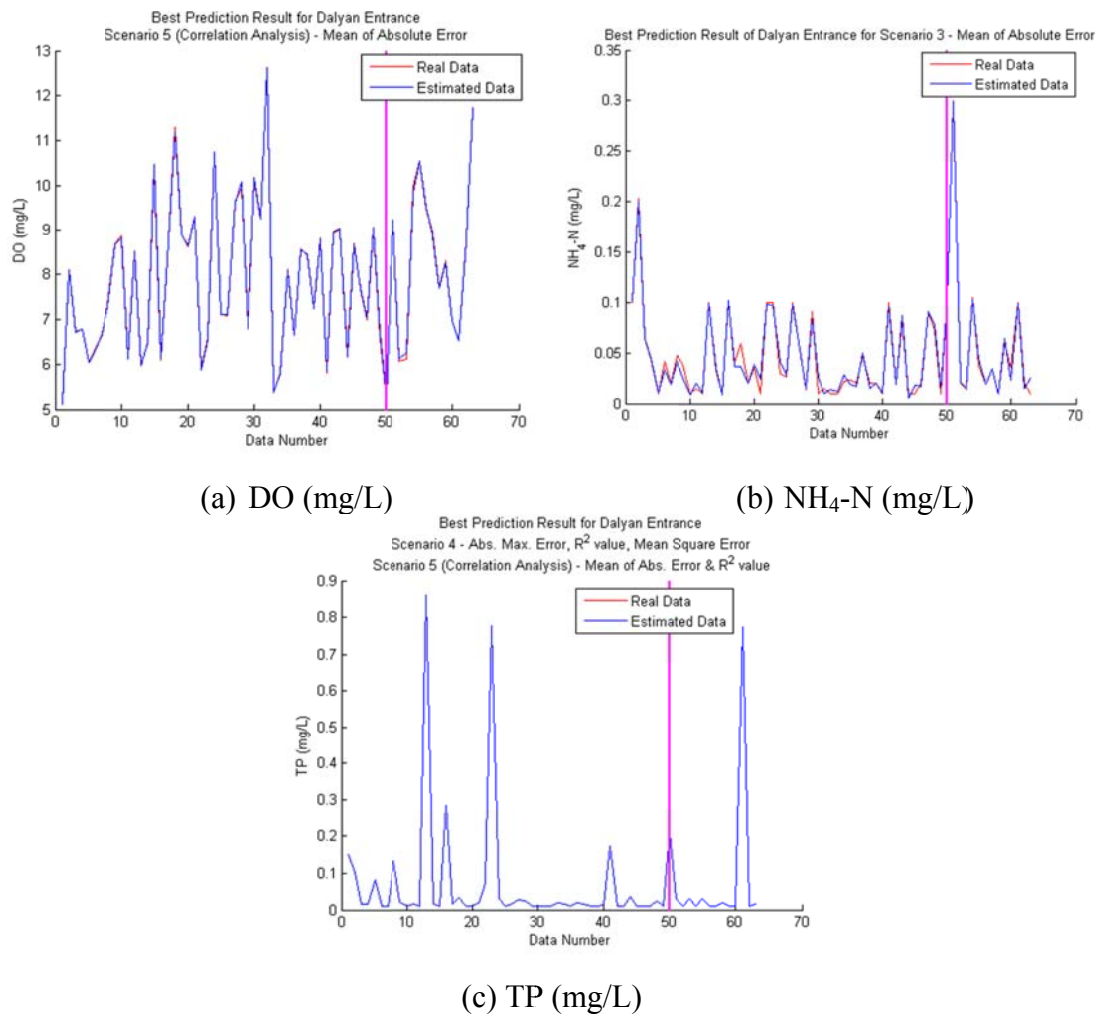 Best Prediction Result for Dalyan Entrance
Scenario 5 (Correlation Analysis) - Mean of Absolute Error
13
12
11
10
9
8
7
6
5
DO (mg/L)
Real Data
Estimated Data
0 10 20 30 40 50 60 70
Data Number
(a) DO (mg/L)
Best Prediction Result of Dalyan Entrance for Scenario 3 - Mean of Absolute Error
0.35
0.3
0.25
0.2
0.15
0.1
0.05
0
NH₄-N (mg/L)
Real Data
Estimated Data
0 10 20 30 40 50 60 70
Data Number
(b) NH₄-N (mg/L)
Best Prediction Result for Dalyan Entrance
Scenario 4 - Abs. Max. Error, R² value, Mean Square Error
Scenario 5 (Correlation Analysis) - Mean of Abs. Error & R² value
0.9
0.8
0.7
0.6
0.5
0.4
0.3
0.2
0.1
0
TP (mg/L)
Real Data
Estimated Data
0 10 20 30 40 50 60 70
Data Number
(c) TP (mg/L)